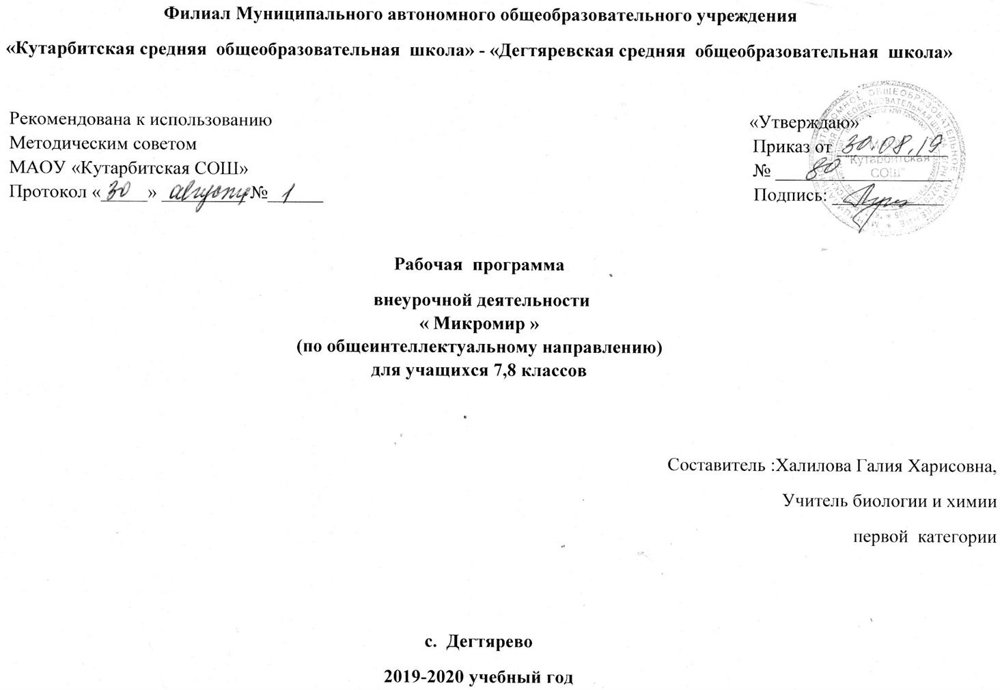 Филиал Муниципального автономного общеобразовательного учреждения
«Кутарбитская средняя общеобразовательная школа» - «Дегтяревская средняя общеобразовательная школа»
Рекомендована к использованию
Методическим советом
МАОУ «Кутарбитская СОШ»
Протокол «30» августа № 1
«Утверждаю»
Приказ от 30.08.19
№ 80
Подпись:
"Кутарбитская
СОШ"
Рабочая программа
внеурочной деятельности
« Микромир »
(по общеинтеллектуальному направлению)
для учащихся 7,8 классов
Составитель :Халилова Галия Харисовна,
Учитель биологии и химии
первой категории
с. Дегтярево
2019-2020 учебный год